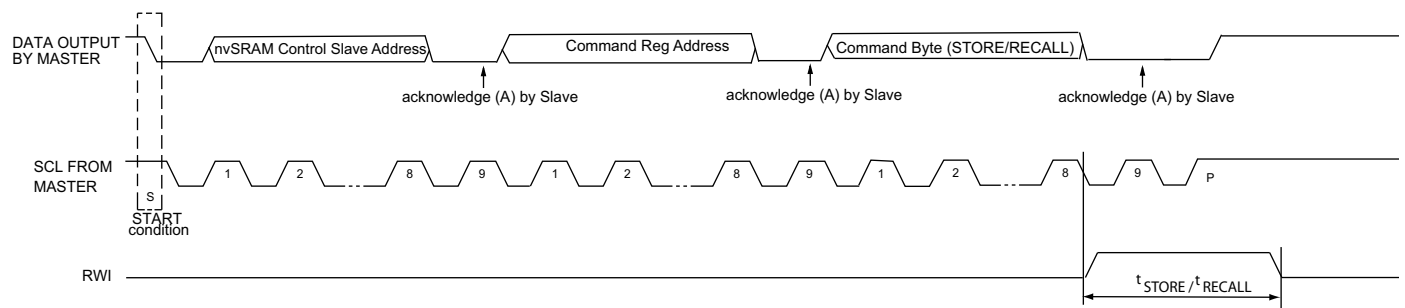 DATA OUTPUT
BY MASTER
nvSRAM Control Slave Address
Command Reg Address
Command Byte (STORE/RECALL)
acknowledge (A) by Slave
acknowledge (A) by Slave
acknowledge (A) by Slave
SCL FROM
MASTER
S
1 2 8 9 1 2 8 9 1 2 8 9 P
START
condition
RWI
tSTORE/tRECALL